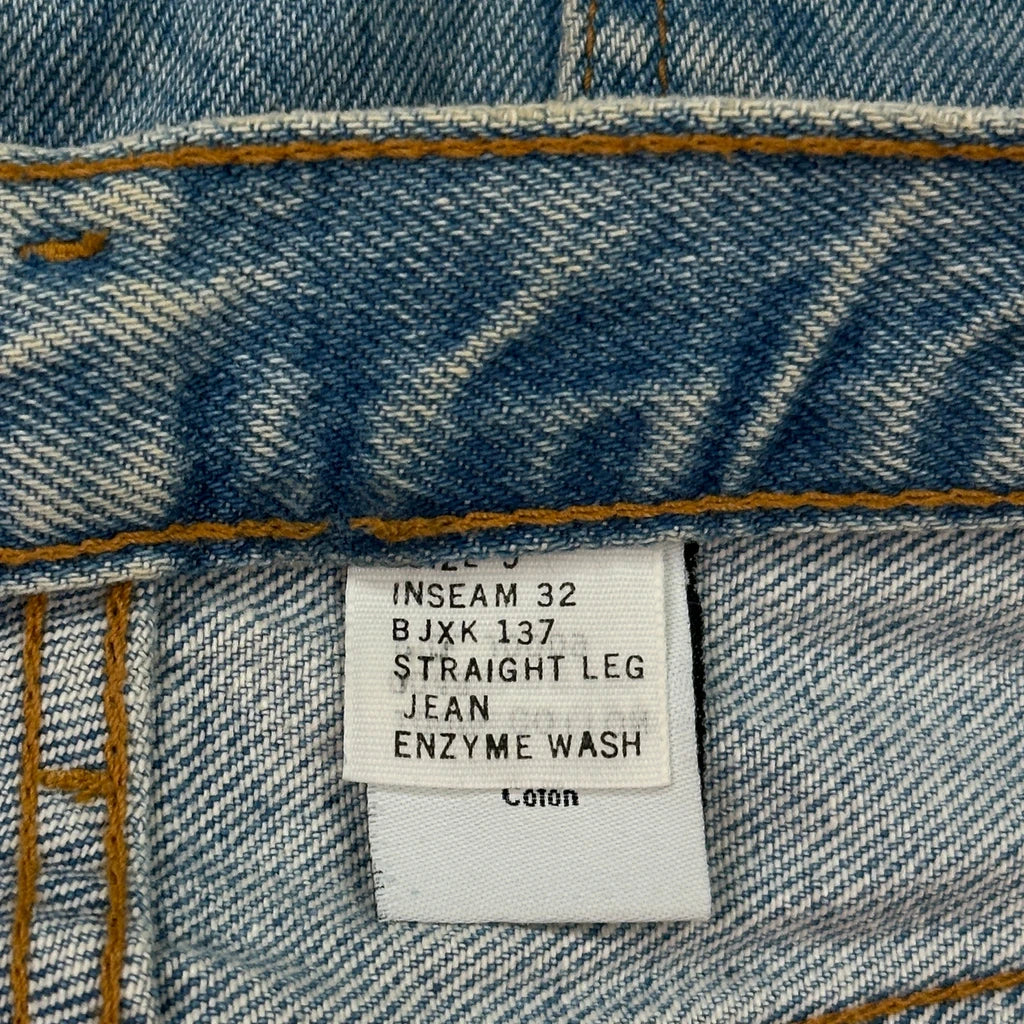 INSEAM 32
BJXK 137
STRAIGHT LEG
JEAN
ENZYME WASH
Coton